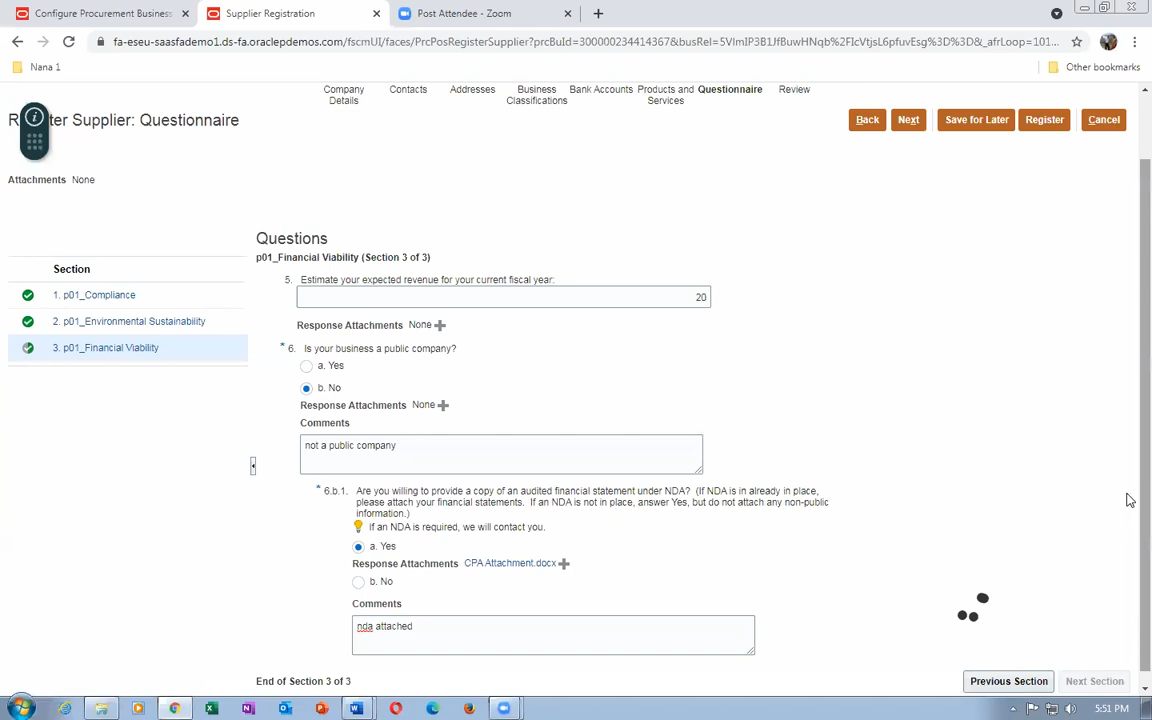 Configure Procurement Business
Supplier Registration
Post Attendee - Zoom
fa-eseu-saasfademo1.ds-fa.oraclepdemos.com/fscmUI/faces/PrcPosRegisterSupplier?prcBuId=300000234414367&busRel=5VImIP3B1JfBuwHNqb%2FIcVtjsL6pfuvEsg%3D%3D&_afrLoop=101...
Nana 1
Other bookmarks
Company Details
Contacts
Addresses
Business Classifications
Bank Accounts
Products and Services
Questionnaire
Review
ter Supplier: Questionnaire
Back
Next
Save for Later
Register
Cancel
Attachments None
Questions
p01_Financial Viability (Section 3 of 3)
Section
1. p01_Compliance
2. p01_Environmental Sustainability
3. p01_Financial Viability
5. Estimate your expected revenue for your current fiscal year:
20
Response Attachments None
* 6. Is your business a public company?
a. Yes
b. No
Response Attachments None
Comments
not a public company
* 6.b.1. Are you willing to provide a copy of an audited financial statement under NDA? (If NDA is in already in place,
please attach your financial statements. If an NDA is not in place, answer Yes, but do not attach any non-public
information.)
If an NDA is required, we will contact you.
a. Yes
Response Attachments CPA Attachment.docx
b. No
Comments
nda attached
End of Section 3 of 3
Previous Section
Next Section
5:51 PM